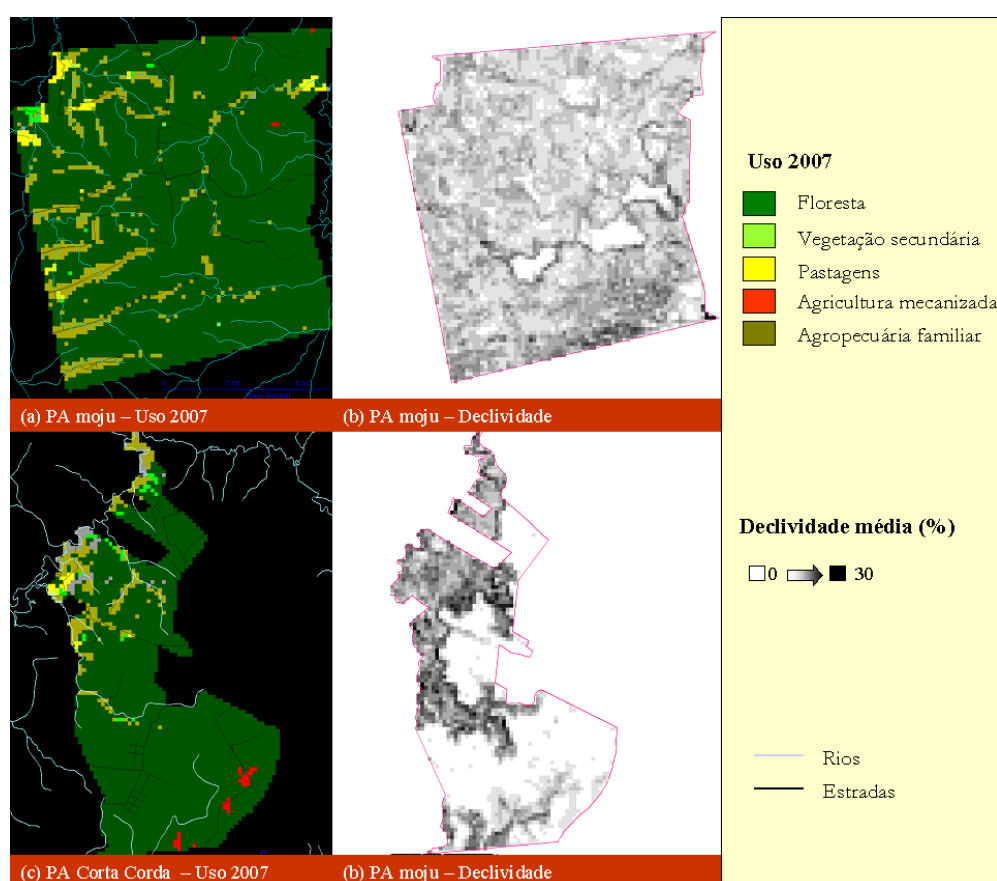 (a) PA moju – Uso 2007
(b) PA moju – Declividade
(c) PA Corta Corda – Uso 2007
(b) PA moju – Declividade
Uso 2007
Floresta
Vegetação secundária
Pastagens
Agricultura mecanizada
Agropecuária familiar
Declividade média (%)
0 30
Rios
Estradas